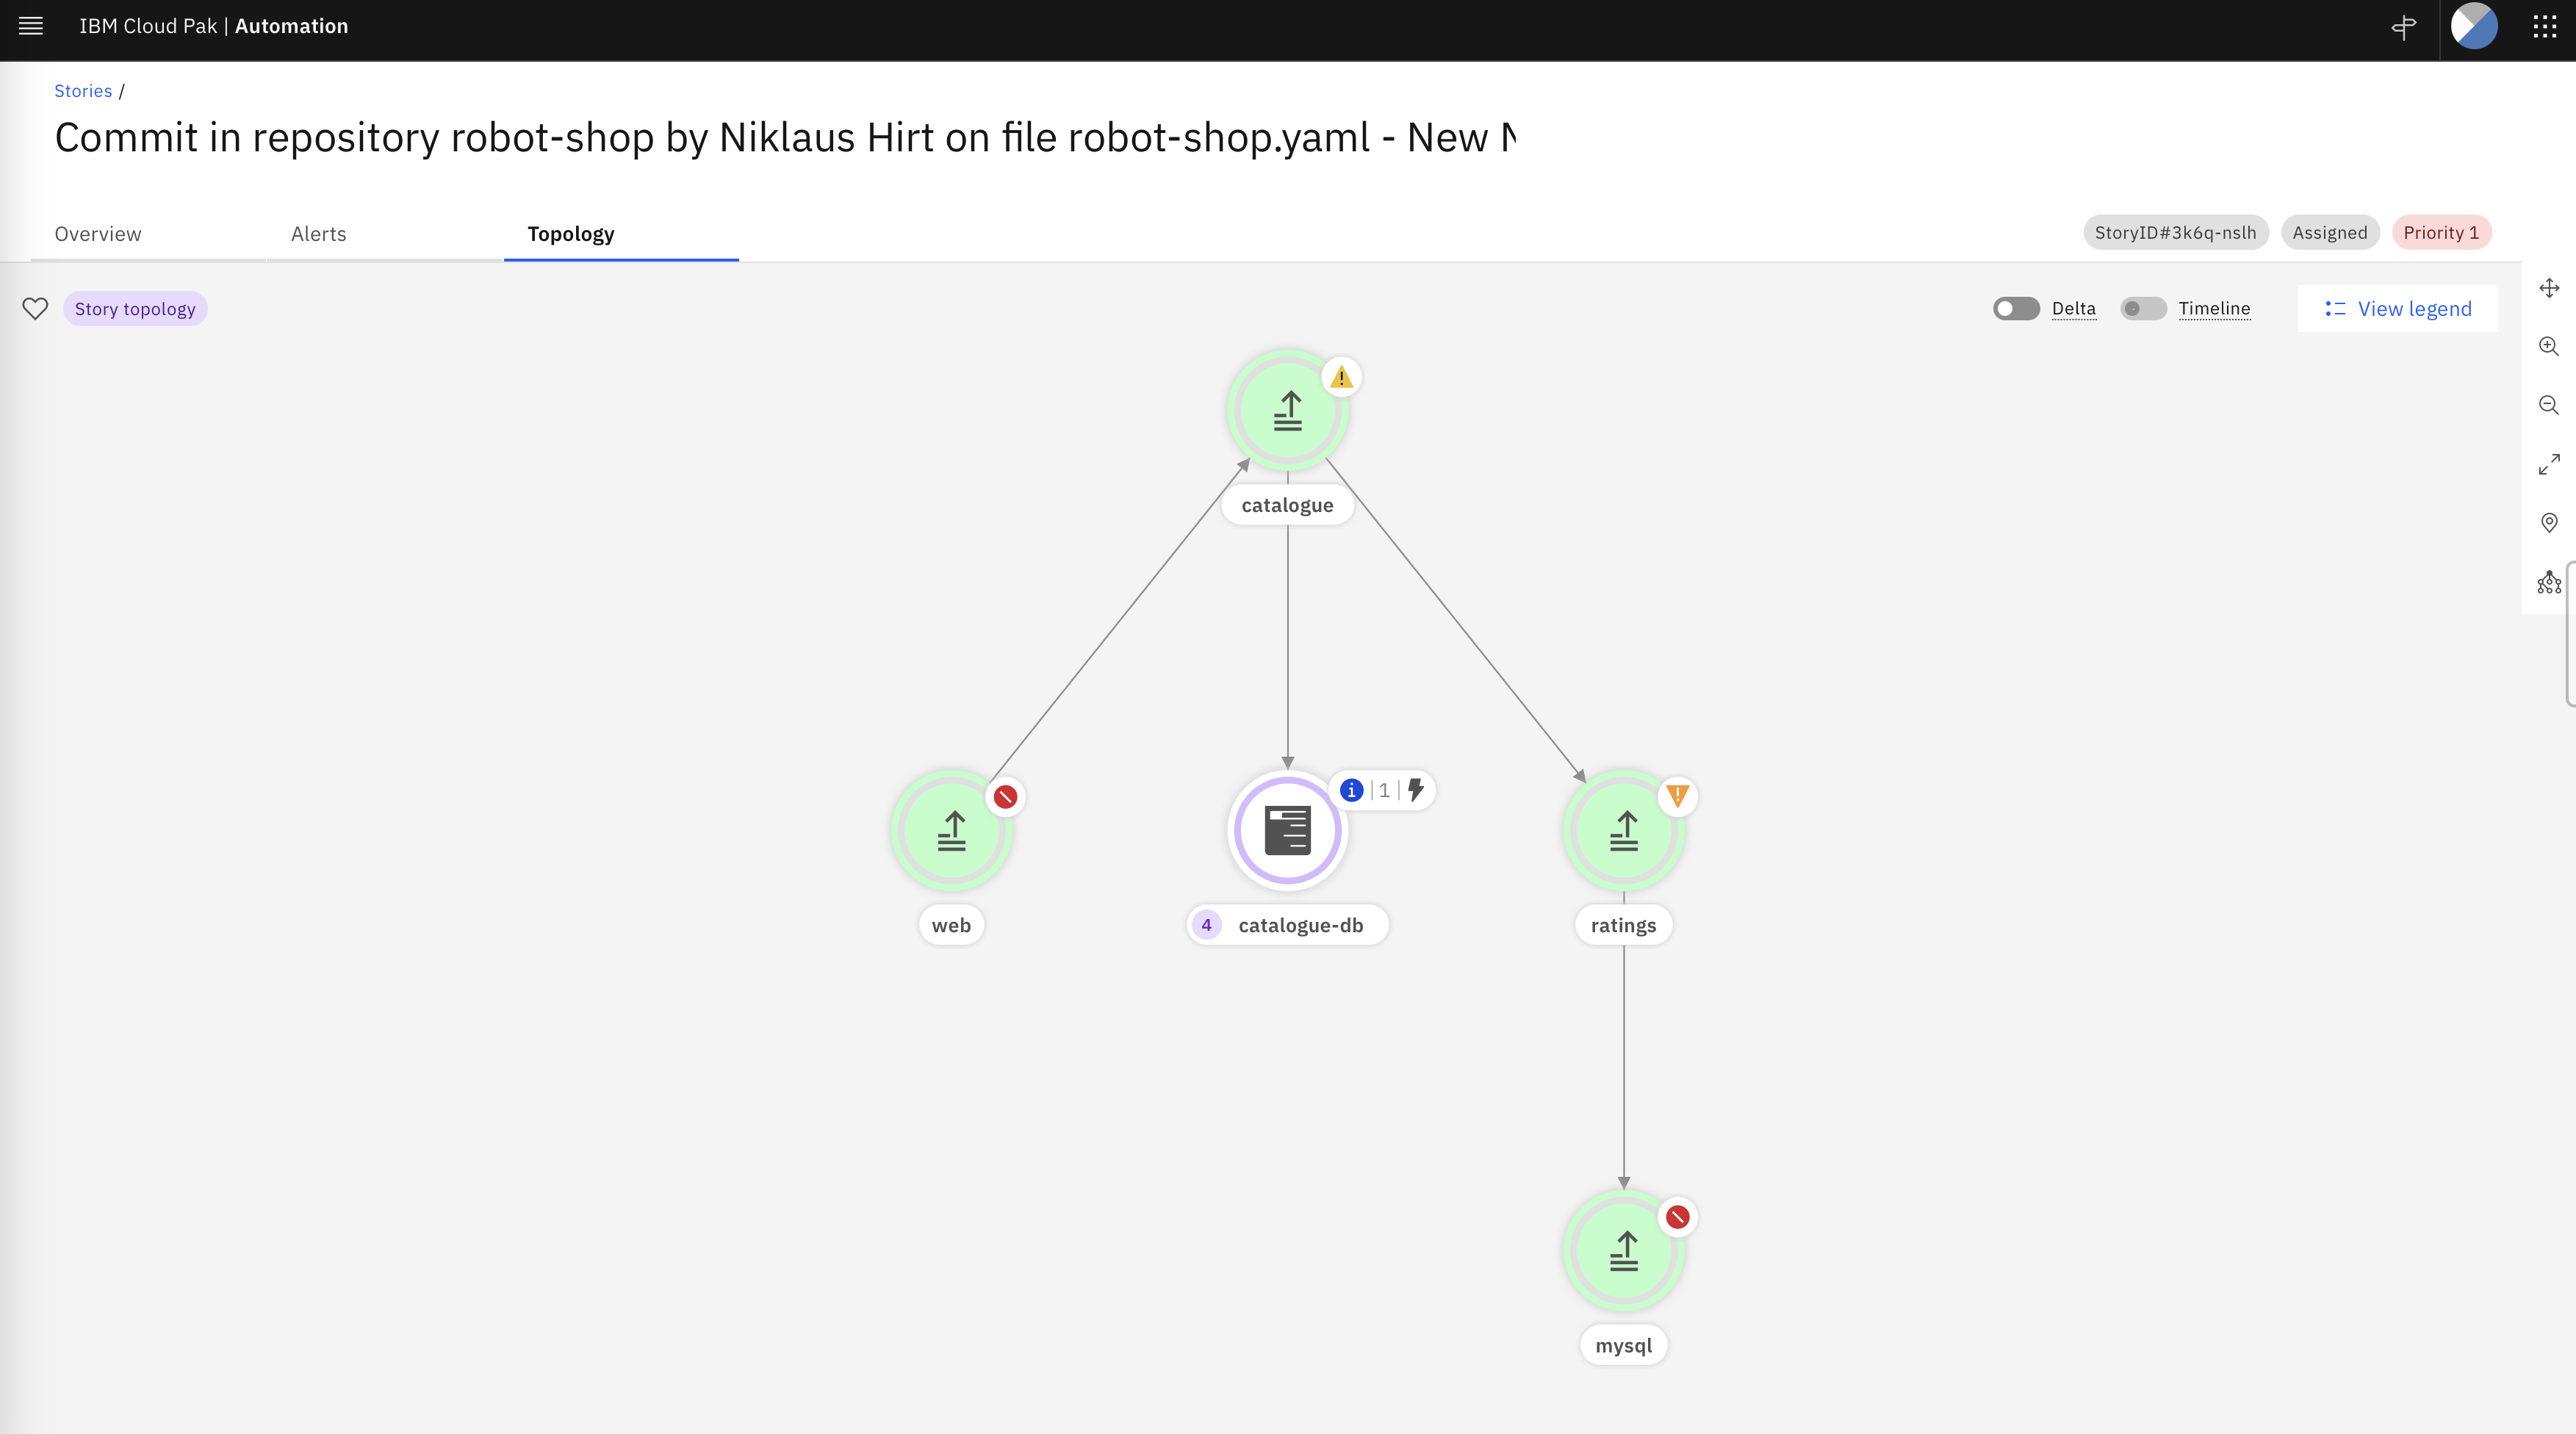 IBM Cloud Pak | Automation
Stories /
Commit in repository robot-shop by Niklaus Hirt on file robot-shop.yaml - New
Overview
Alerts
Topology
StoryID#3k6q-nslh
Assigned
Priority 1
Story topology
Delta
Timeline
View legend
catalogue
1
web
4 catalogue-db
ratings
mysql